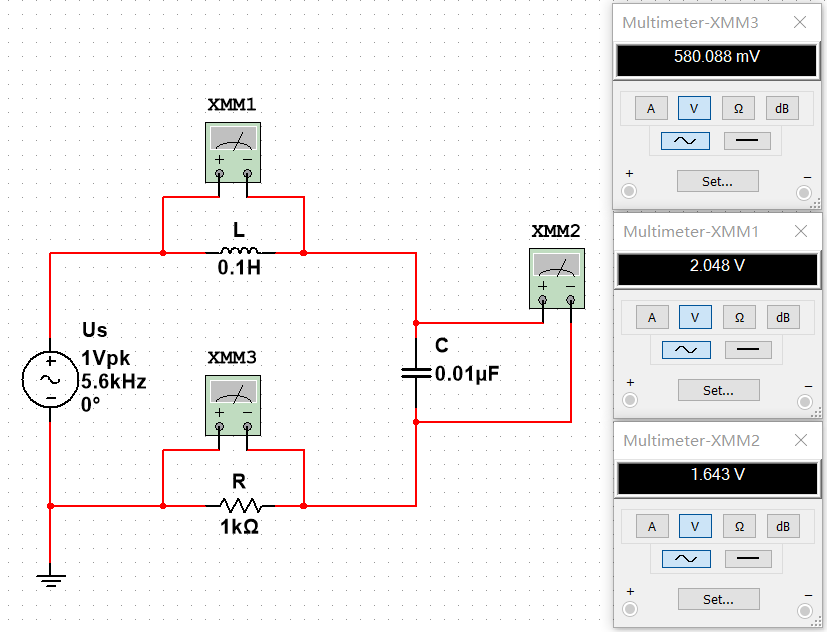 XMM1
L
0.1H
XMM2
Us
1Vpk
5.6kHz
0°
XMM3
C
0.01µF
R
1kΩ
Multimeter-XMM3
580.088 mV
A V Ω dB
+ −
Set...
Multimeter-XMM1
2.048 V
A V Ω dB
+ −
Set...
Multimeter-XMM2
1.643 V
A V Ω dB
+ −
Set...